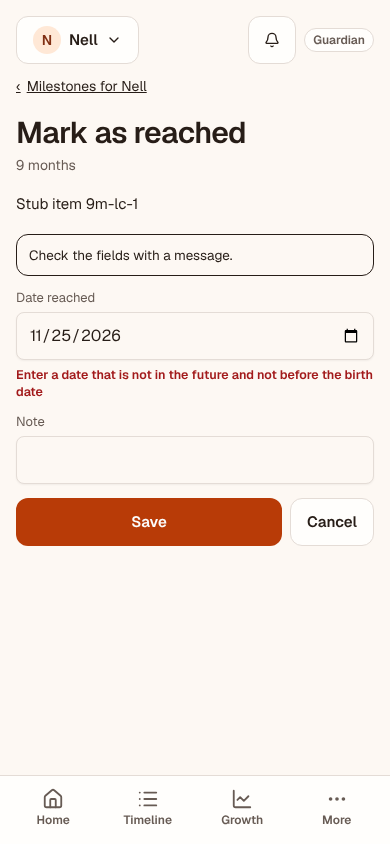 N Nell
Guardian
‹ Milestones for Nell
Mark as reached
9 months
Stub item 9m-lc-1
Check the fields with a message.
Date reached
11/25/2026
Enter a date that is not in the future and not before the birth
date
Note
Save Cancel
Home Timeline Growth More